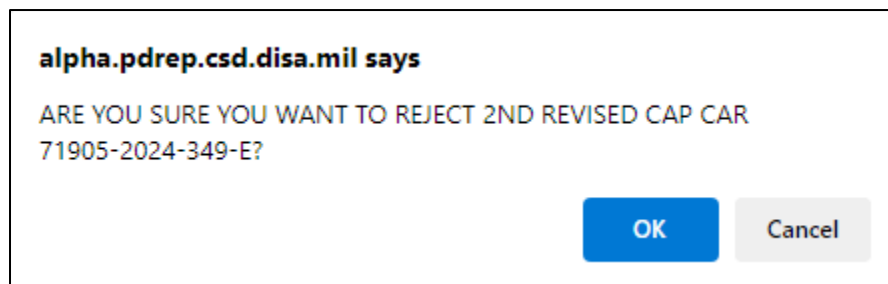 alpha.pdrep.csd.disa.mil says
ARE YOU SURE YOU WANT TO REJECT 2ND REVISED CAP CAR
71905-2024-349-E?
OK Cancel